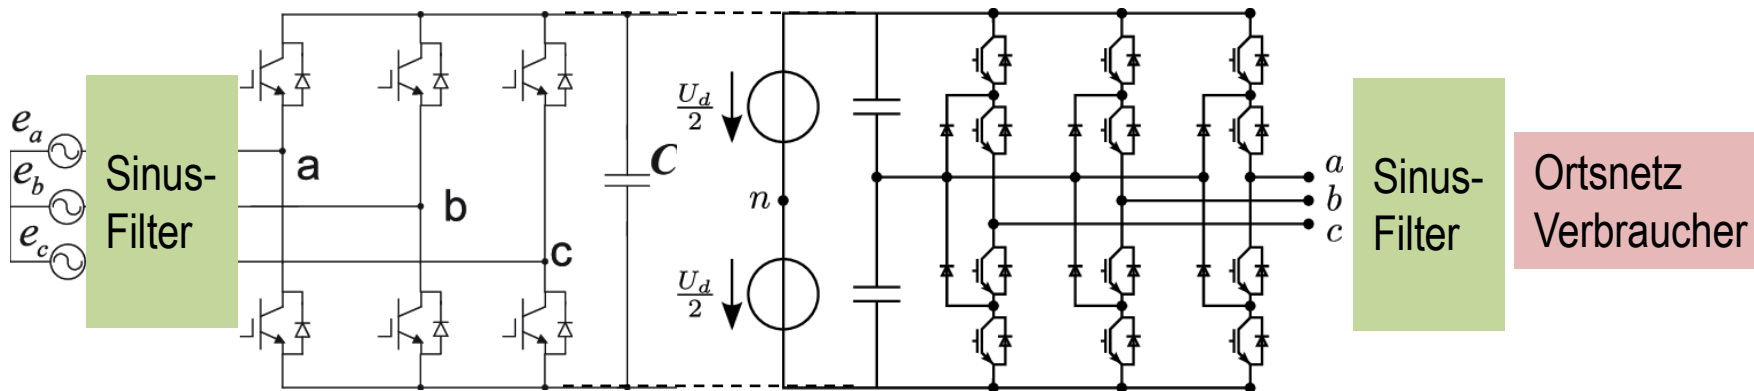 e_a
e_b
e_c
Sinus-
Filter
a
b
c
C
U_d
2
n
U_d
2
a
b
c
Sinus-
Filter
Ortsnetz
Verbraucher